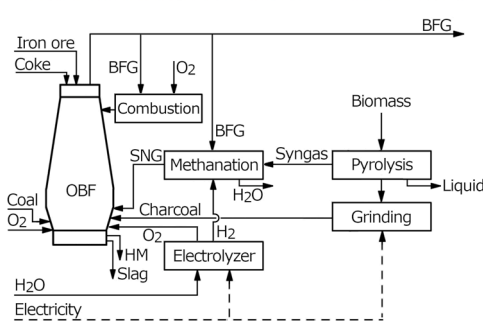 BFG
Iron ore
Coke
BFG
O2
Combustion
Biomass
BFG
SNG
Methanation
Syngas
Pyrolysis
H2O
Liquid
OBF
Coal
Charcoal
Grinding
O2
O2
H2
HM
Electrolyzer
Slag
H2O
Electricity